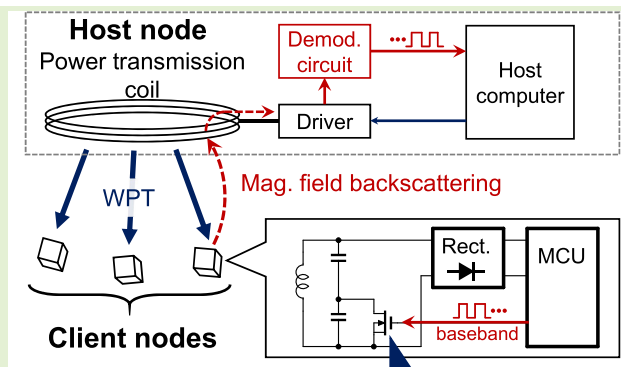 Host node
Power transmission
coil
Demod.
circuit
Driver
Host
computer
WPT
Mag. field backscattering
Client nodes
Rect.
MCU
baseband